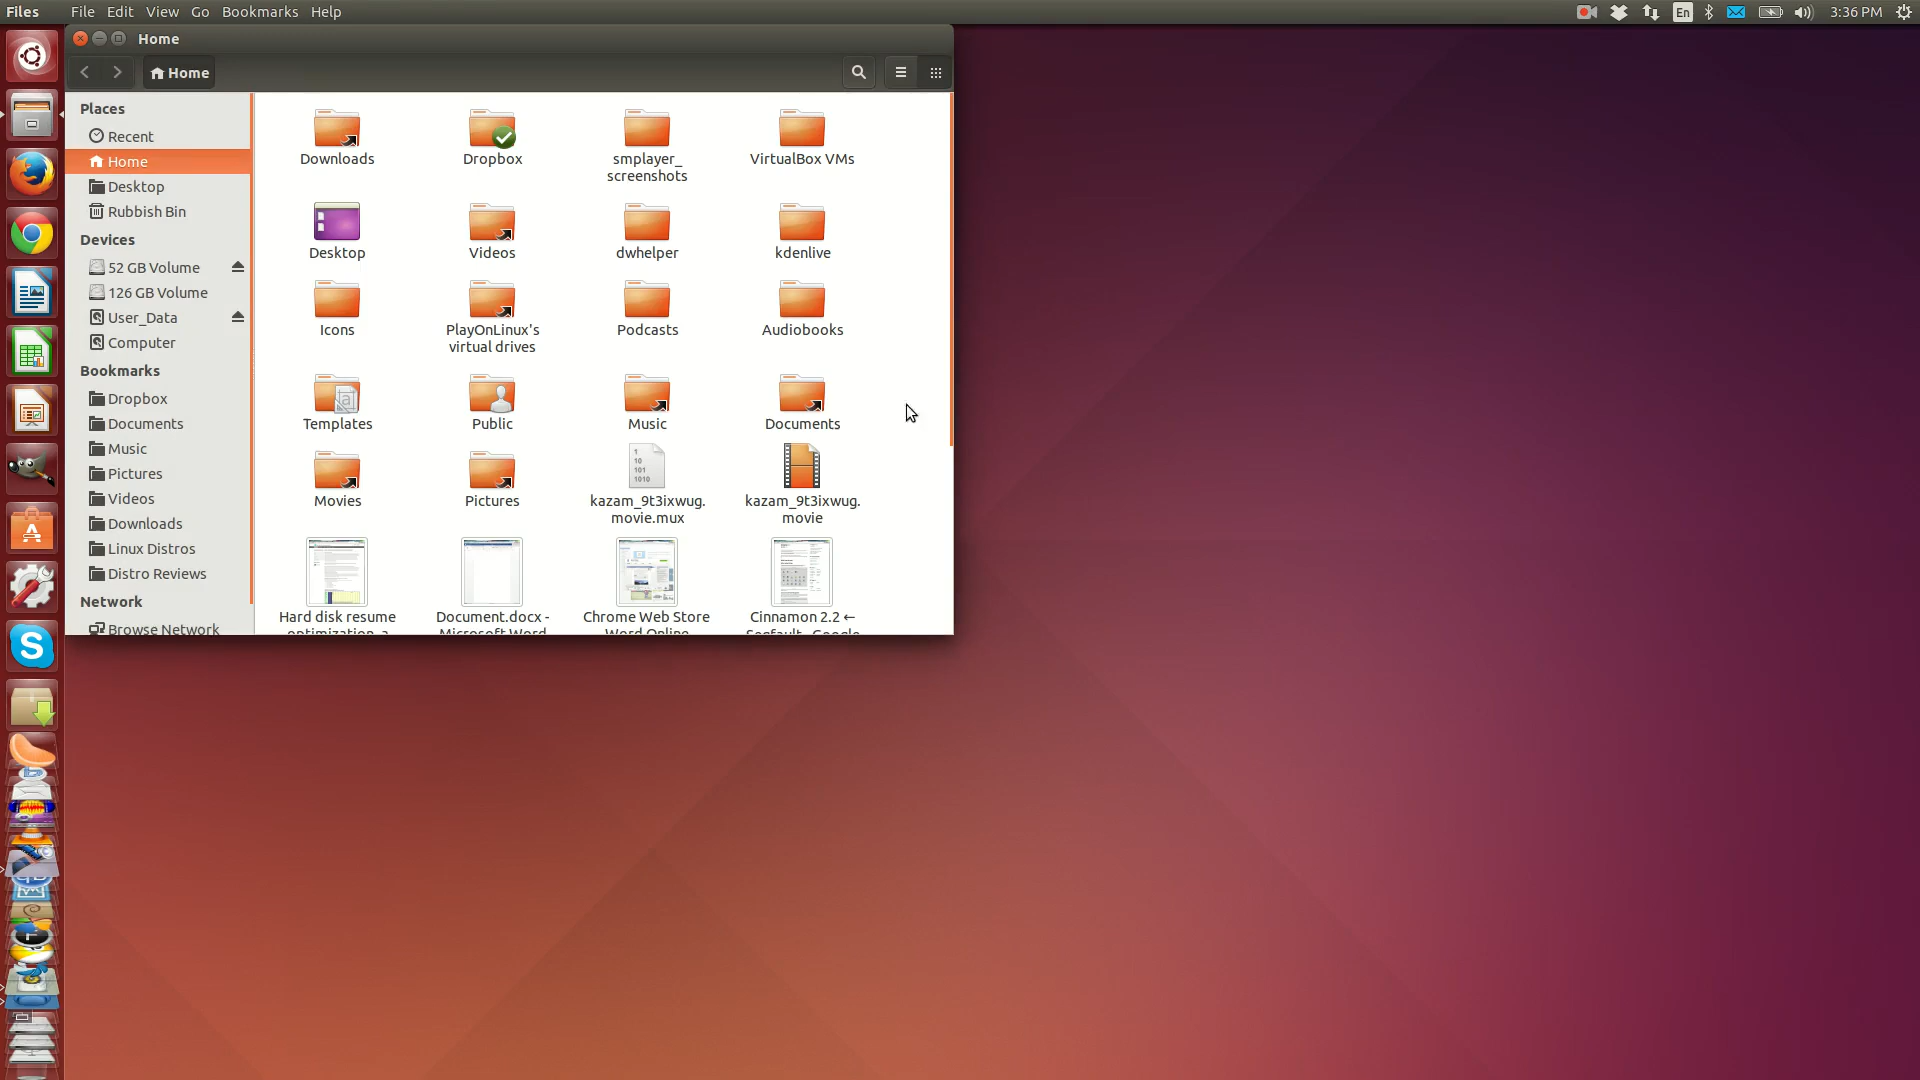 Files File Edit View Go Bookmarks Help En 3:36 PM
Home
Home
Places
Recent
Home
Desktop
Rubbish Bin
Devices
52 GB Volume
126 GB Volume
User_Data
Computer
Bookmarks
Dropbox
Documents
Music
Pictures
Videos
Downloads
Linux Distros
Distro Reviews
Network
Browse Network
Downloads Dropbox smplayer_ VirtualBox VMs
screenshots
Desktop Videos dwhelper kdenlive
Icons PlayOnLinux's Podcasts Audiobooks
virtual drives
Templates Public Music Documents
Movies Pictures kazam_9t3ixwug. kazam_9t3ixwug.
movie.mux movie
Hard disk resume Document.docx - Chrome Web Store Cinnamon 2.2 ←
optimization a Microsoft Word Word Online Segfault - Google